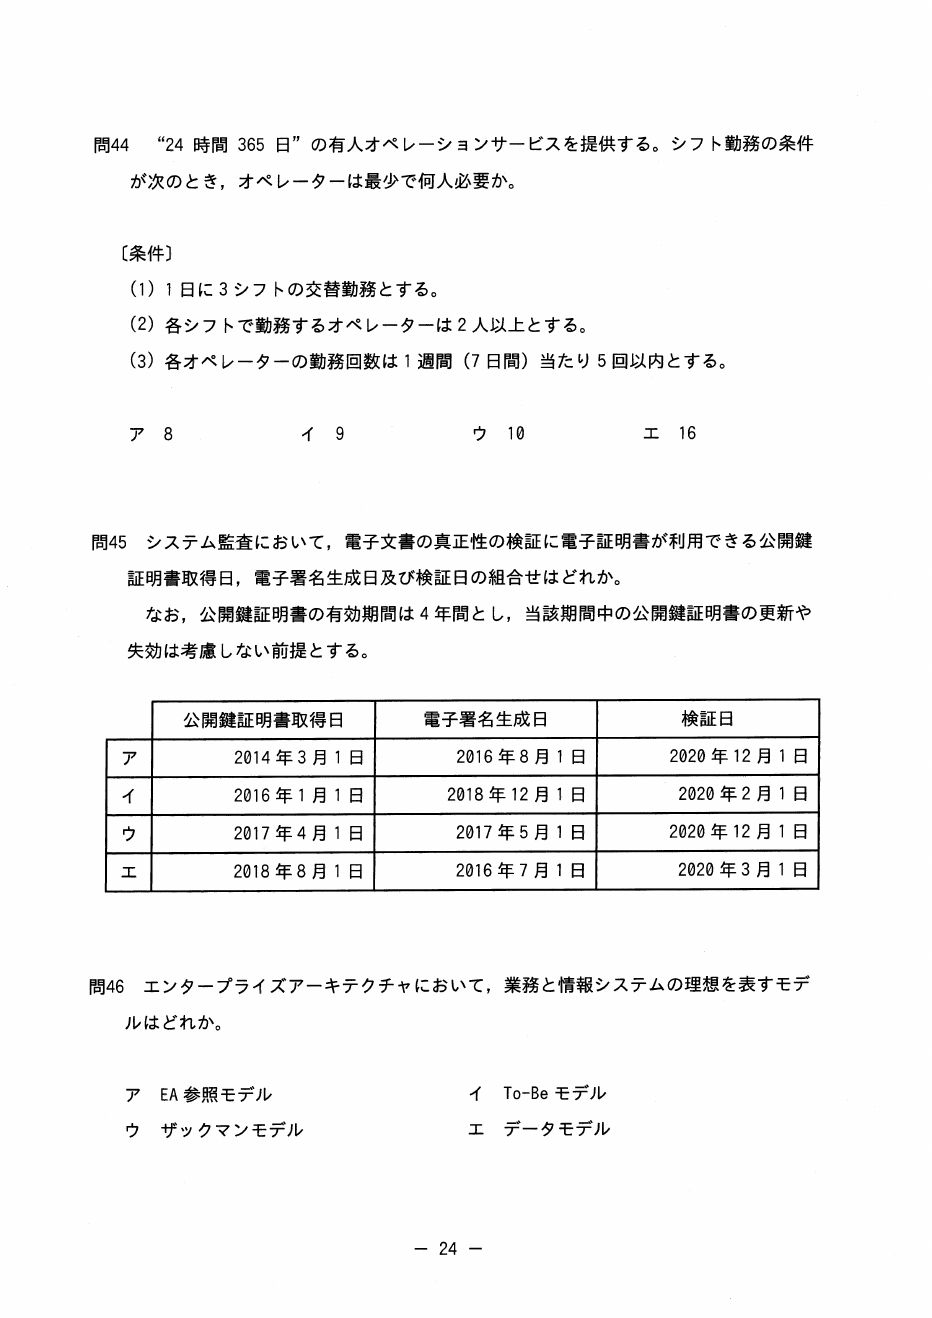 問44 “24 時間 365 日”の有人オペレーションサービスを提供する。シフト勤務の条件
が次のとき，オペレーターは最少で何人必要か。
〔条件〕
(1) 1日に3シフトの交替勤務とする。
(2) 各シフトで勤務するオペレーターは2人以上とする。
(3) 各オペレーターの勤務回数は1週間（7日間）当たり5回以内とする。
ア 8 イ 9 ウ 10 エ 16
問45 システム監査において，電子文書の真正性の検証に電子証明書が利用できる公開鍵
証明書取得日，電子署名生成日及び検証日の組合せはどれか。
なお，公開鍵証明書の有効期間は4年間とし，当該期間中の公開鍵証明書の更新や
失効は考慮しない前提とする。
公開鍵証明書取得日 電子署名生成日 検証日
ア 2014年3月1日 2016年8月1日 2020年12月1日
イ 2016年1月1日 2018年12月1日 2020年2月1日
ウ 2017年4月1日 2017年5月1日 2020年12月1日
エ 2018年8月1日 2016年7月1日 2020年3月1日
問46 エンタープライズアーキテクチャにおいて，業務と情報システムの理想を表すモデ
ルはどれか。
ア EA参照モデル イ To-Beモデル
ウ ザックマンモデル エ データモデル
― 24 ―